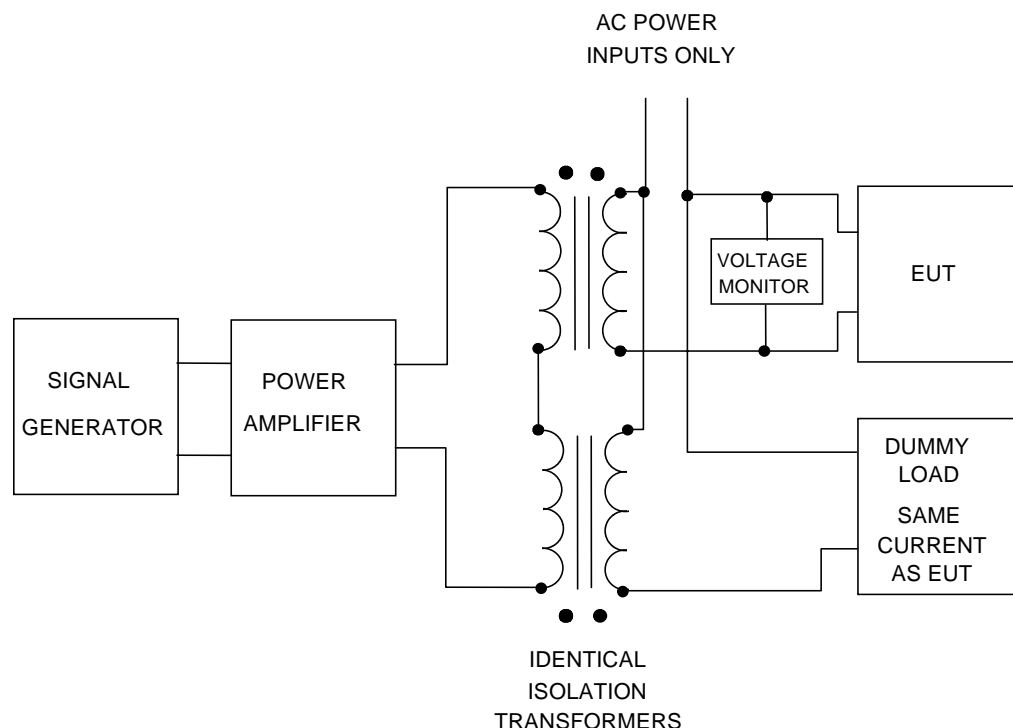 AC POWER
INPUTS ONLY
VOLTAGE
MONITOR
EUT
SIGNAL
GENERATOR
POWER
AMPLIFIER
DUMMY
LOAD
SAME
CURRENT
AS EUT
IDENTICAL
ISOLATION
TRANSFORMERS